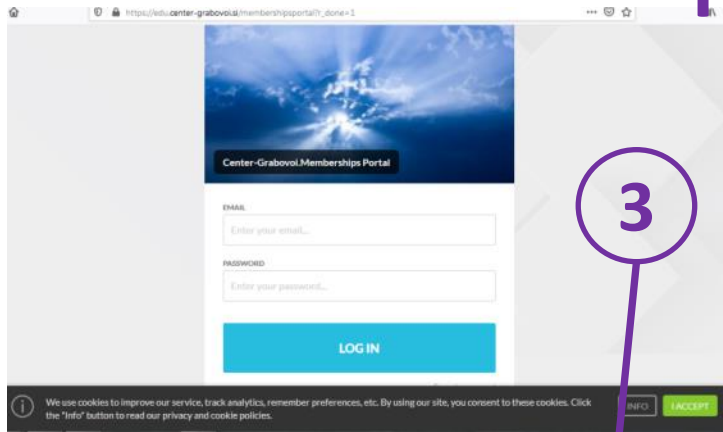 https://edu.center-grabovoi.si/membershipsportal?r_done=1
Center-Grabovoi.Memberships Portal
3
EMAIL
Enter your email...
PASSWORD
Enter your password...
LOG IN
We use cookies to improve our service, track analytics, remember preferences, etc. By using our site, you consent to these cookies. Click
the "Info" button to read our privacy and cookie policies.
INFO
I ACCEPT